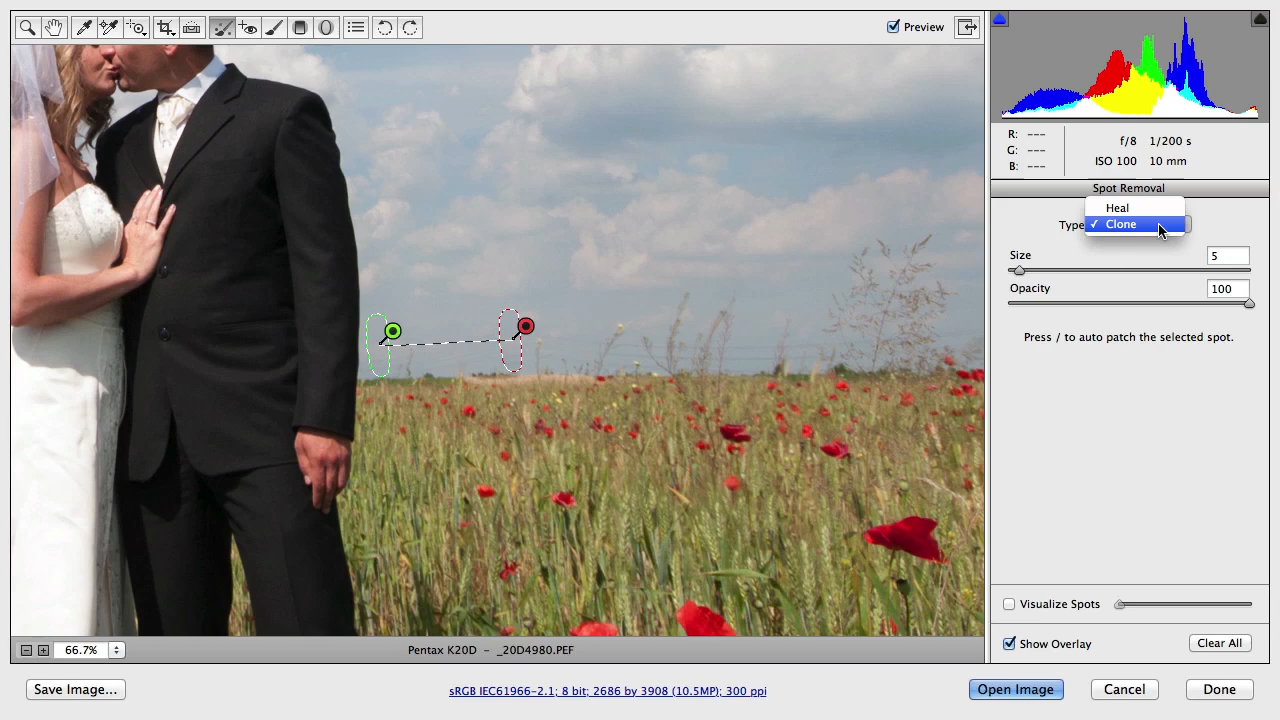 Preview
R: ---
G: ---
B: ---
f/8 1/200 s
ISO 100 10 mm
Spot Removal
Heal
Type
✓ Clone
Size
5
Opacity
100
Press / to auto patch the selected spot.
Visualize Spots
Show Overlay
Clear All
66.7%
Pentax K20D – _20D4980.PEF
Save Image...
sRGB IEC61966-2.1; 8 bit; 2686 by 3908 (10.5MP); 300 ppi
Open Image
Cancel
Done